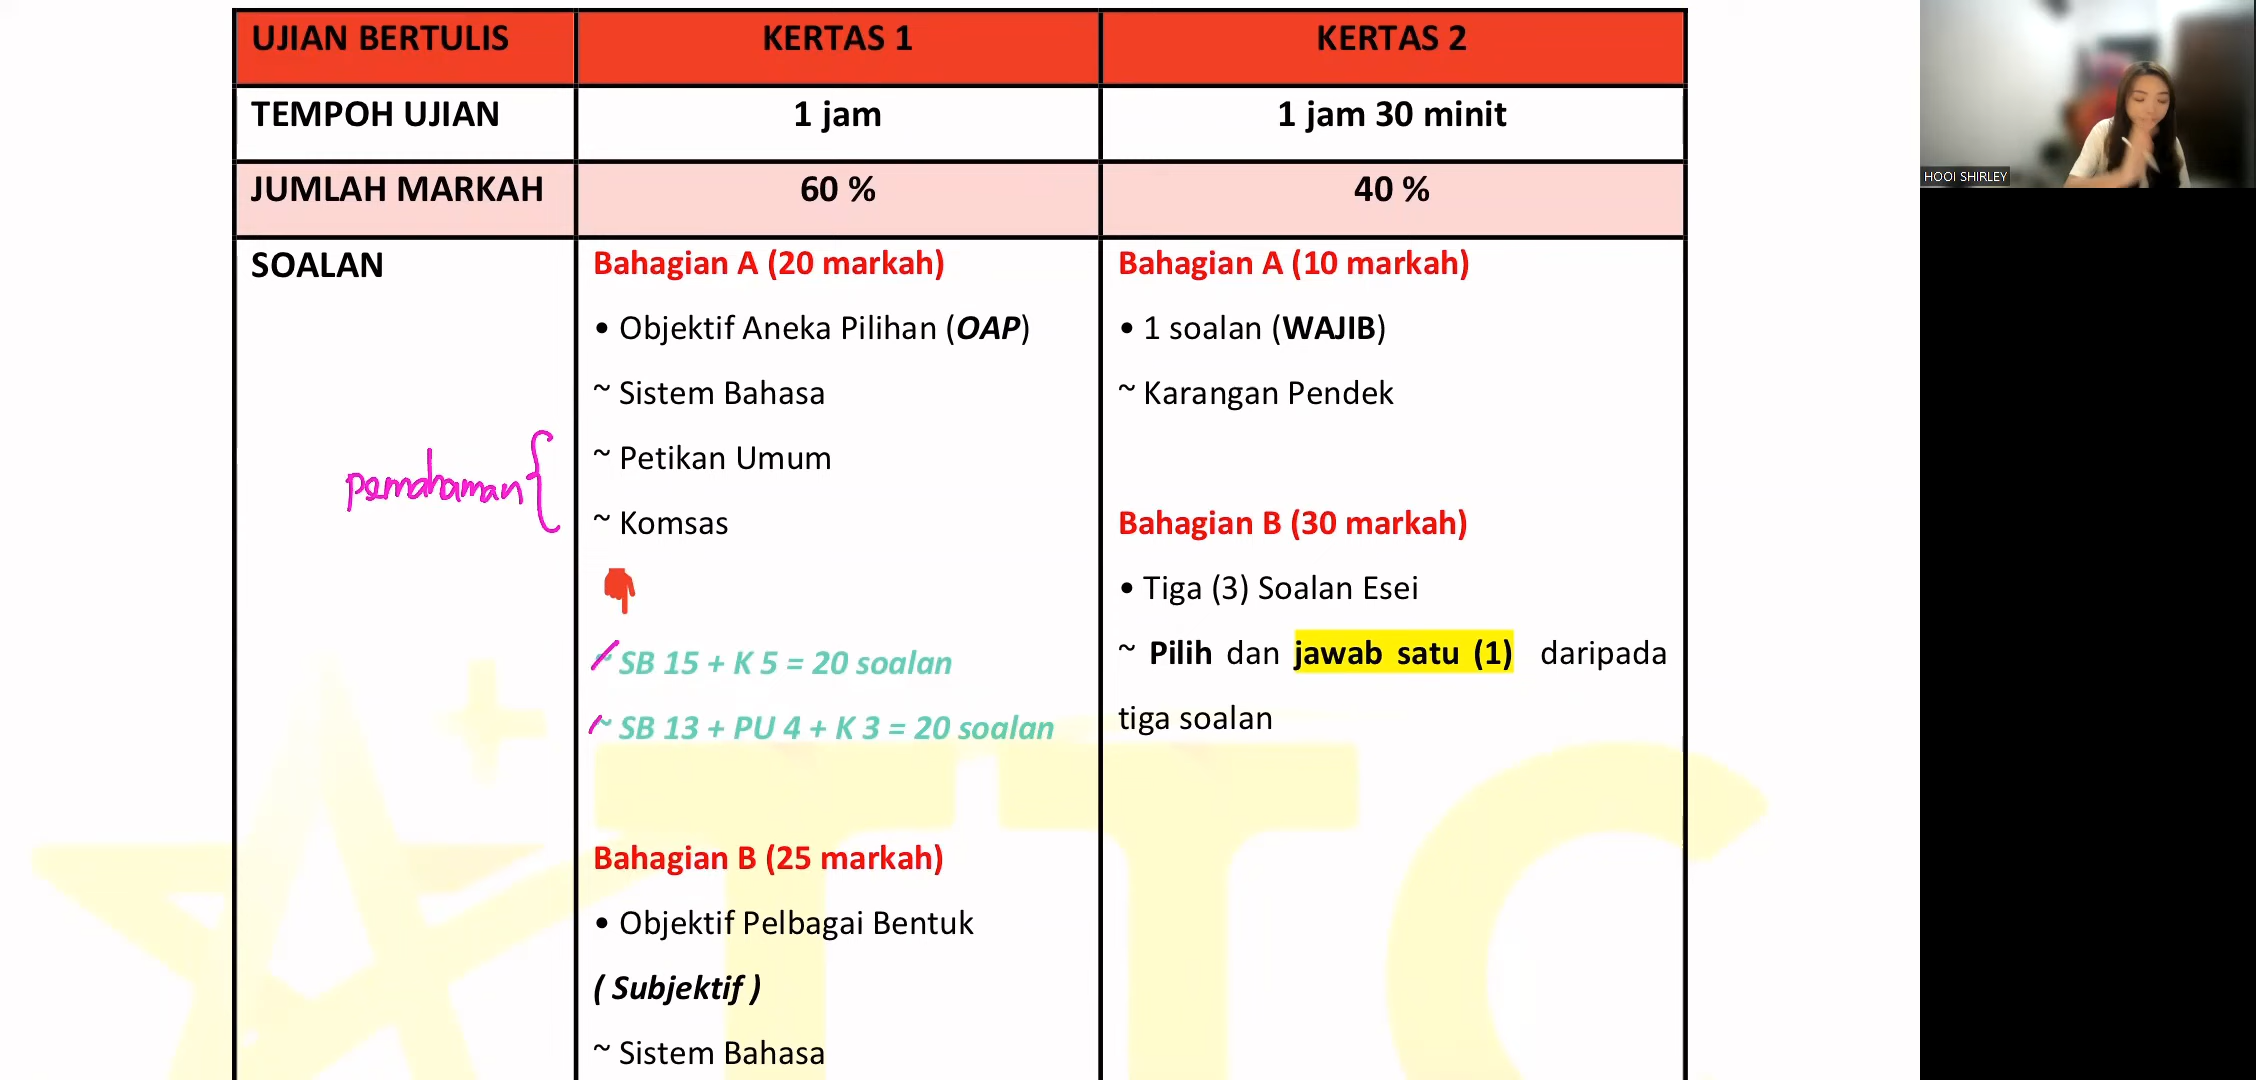 UJIAN BERTULIS
KERTAS 1
KERTAS 2
TEMPOH UJIAN
1 jam
1 jam 30 minit
JUMLAH MARKAH
60 %
40 %
SOALAN
pemahaman
Bahagian A (20 markah)
• Objektif Aneka Pilihan (OAP)
~ Sistem Bahasa
~ Petikan Umum
~ Komsas
~ SB 15 + K 5 = 20 soalan
~ SB 13 + PU 4 + K 3 = 20 soalan
Bahagian B (25 markah)
• Objektif Pelbagai Bentuk
( Subjektif )
~ Sistem Bahasa
Bahagian A (10 markah)
• 1 soalan (WAJIB)
~ Karangan Pendek
Bahagian B (30 markah)
• Tiga (3) Soalan Esei
~ Pilih dan jawab satu (1) daripada
tiga soalan
TTC
HOOI SHIRLEY